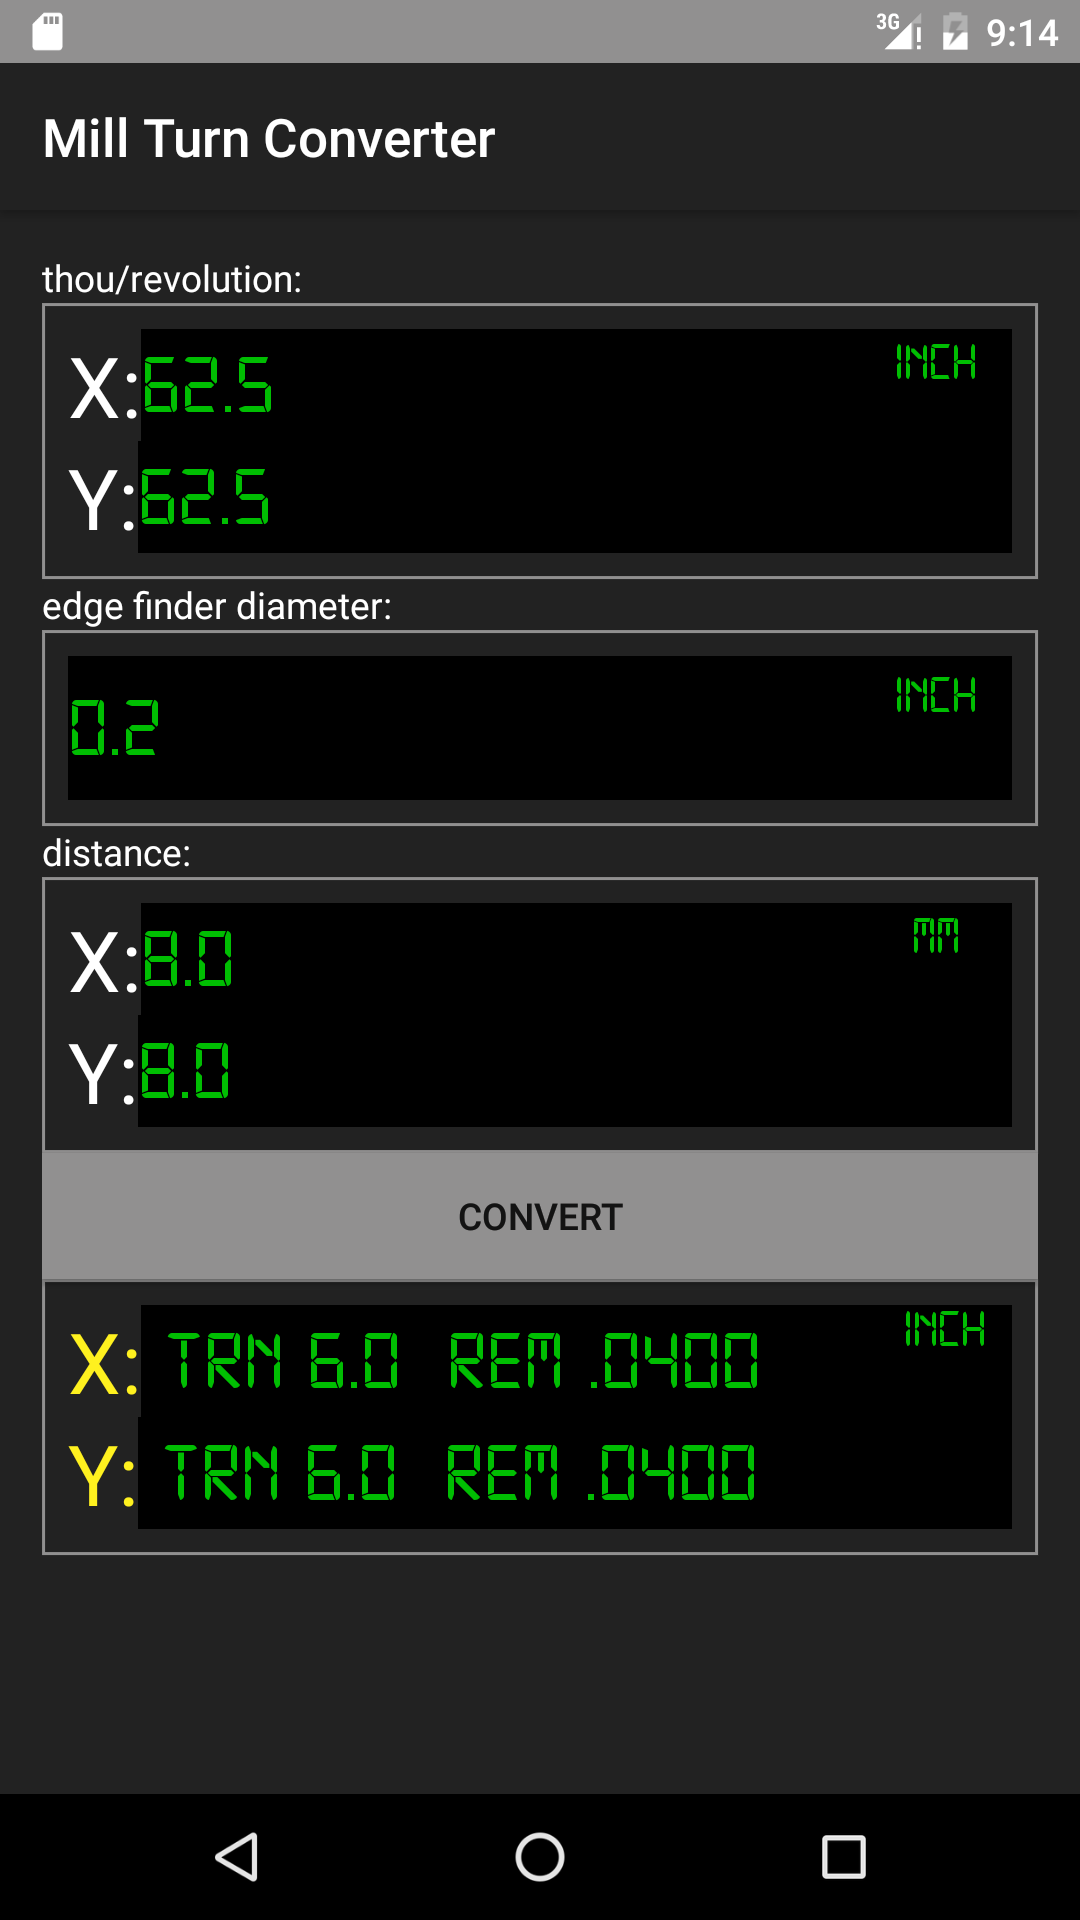 3G ! 9:14
Mill Turn Converter
thou/revolution:
X:62.5 INCH
Y:62.5
edge finder diameter:
0.2 INCH
distance:
X:8.0 MM
Y:8.0
CONVERT
X: TRN 6.0 REM .0400 INCH
Y: TRN 6.0 REM .0400